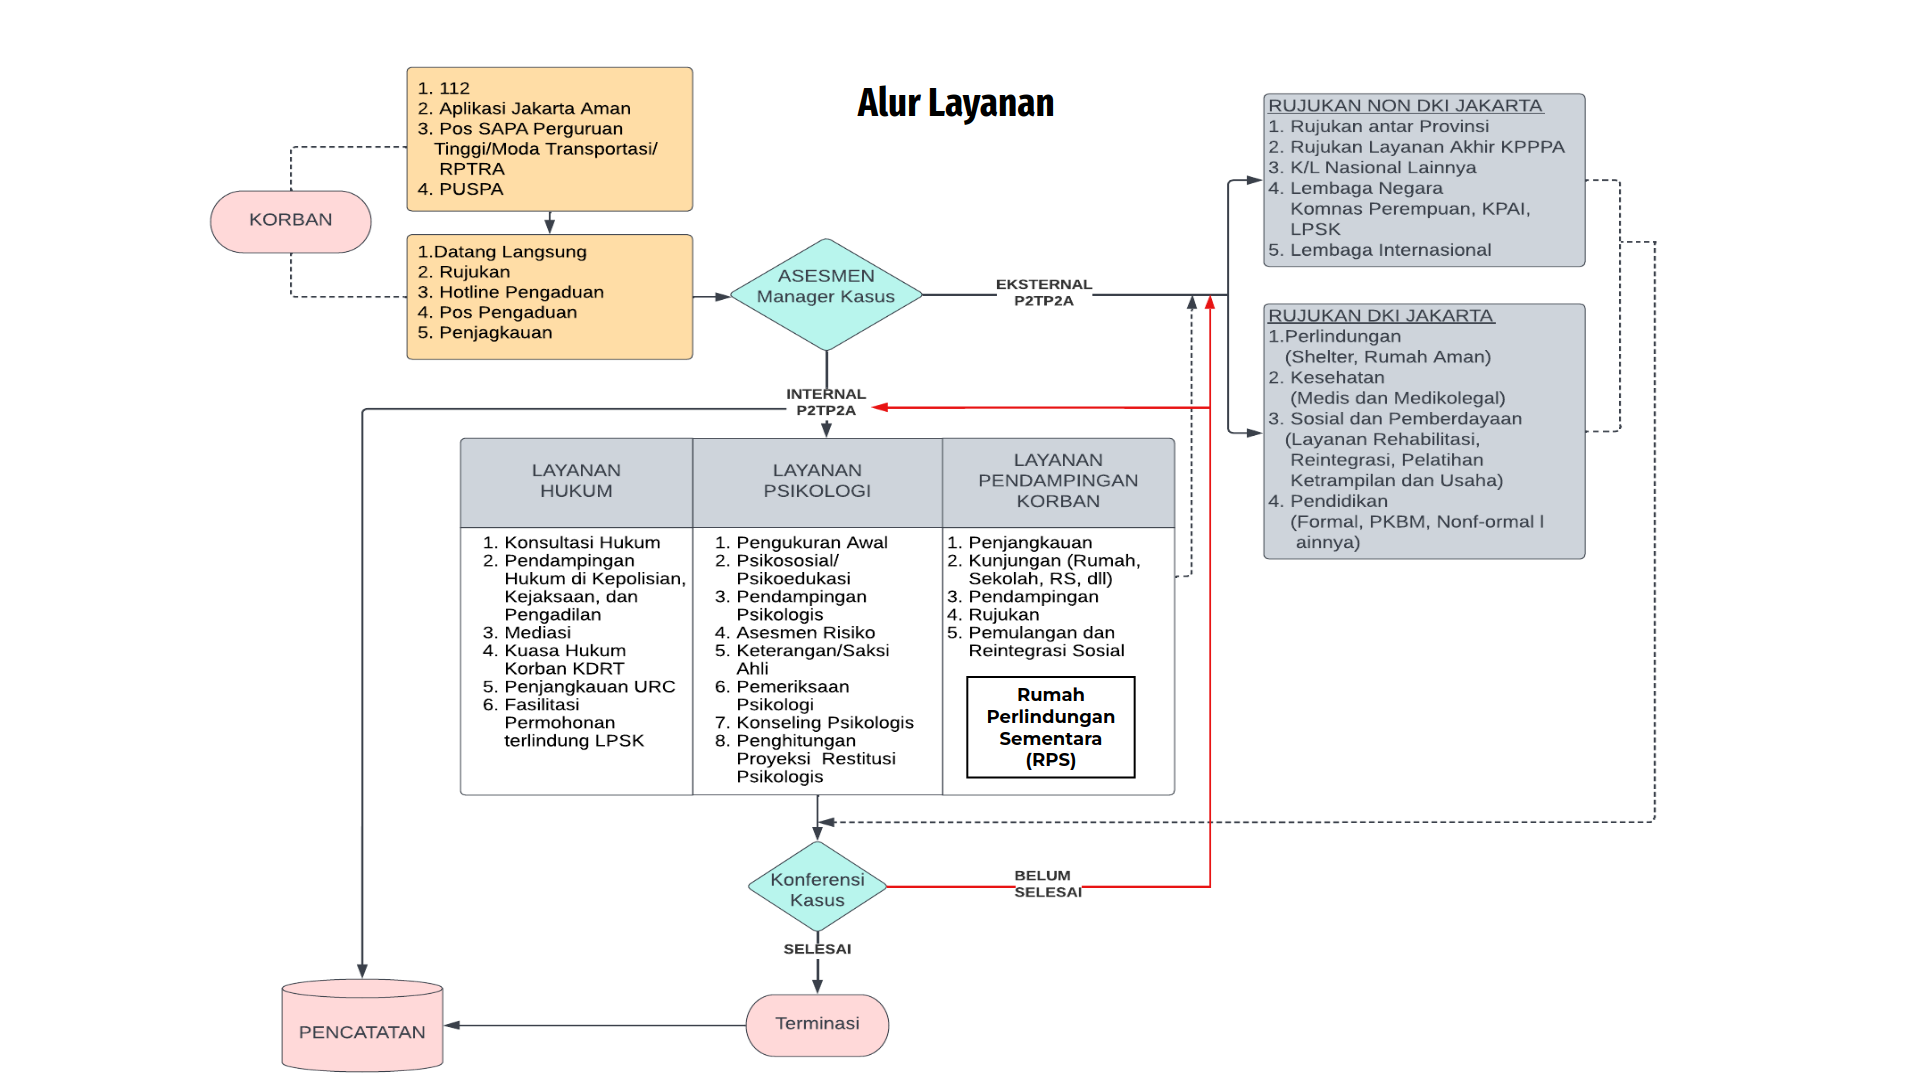 Alur Layanan
1. 112
2. Aplikasi Jakarta Aman
3. Pos SAPA Perguruan
Tinggi/Moda Transportasi/
RPTRA
4. PUSPA
KORBAN
1.Datang Langsung
2. Rujukan
3. Hotline Pengaduan
4. Pos Pengaduan
5. Penjagkauan
ASESMEN
Manager Kasus
EKSTERNAL
P2TP2A
RUJUKAN NON DKI JAKARTA
1. Rujukan antar Provinsi
2. Rujukan Layanan Akhir KPPPA
3. K/L Nasional Lainnya
4. Lembaga Negara
Komnas Perempuan, KPAI,
LPSK
5. Lembaga Internasional
RUJUKAN DKI JAKARTA
1.Perlindungan
(Shelter, Rumah Aman)
2. Kesehatan
(Medis dan Medikolegal)
3. Sosial dan Pemberdayaan
(Layanan Rehabilitasi,
Reintegrasi, Pelatihan
Ketrampilan dan Usaha)
4. Pendidikan
(Formal, PKBM, Nonf-ormal l
ainnya)
INTERNAL
P2TP2A
LAYANAN
HUKUM
1. Konsultasi Hukum
2. Pendampingan
Hukum di Kepolisian,
Kejaksaan, dan
Pengadilan
3. Mediasi
4. Kuasa Hukum
Korban KDRT
5. Penjangkauan URC
6. Fasilitasi
Permohonan
terlindung LPSK
LAYANAN
PSIKOLOGI
1. Pengukuran Awal
2. Psikososial/
Psikoedukasi
3. Pendampingan
Psikologis
4. Asesmen Risiko
5. Keterangan/Saksi
Ahli
6. Pemeriksaan
Psikologi
7. Konseling Psikologis
8. Penghitungan
Proyeksi Restitusi
Psikologis
LAYANAN
PENDAMPINGAN
KORBAN
1. Penjangkauan
2. Kunjungan (Rumah,
Sekolah, RS, dll)
3. Pendampingan
4. Rujukan
5. Pemulangan dan
Reintegrasi Sosial
Rumah
Perlindungan
Sementara
(RPS)
Konferensi
Kasus
BELUM
SELESAI
SELESAI
Terminasi
PENCATATAN